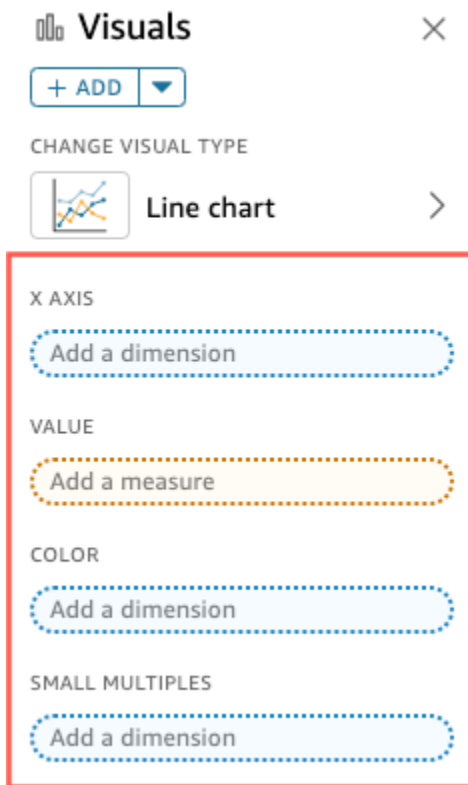 Visuals
+ ADD
CHANGE VISUAL TYPE
Line chart
X AXIS
Add a dimension
VALUE
Add a measure
COLOR
Add a dimension
SMALL MULTIPLES
Add a dimension